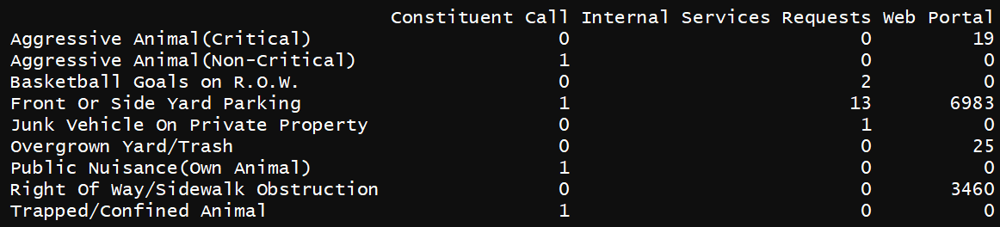 Constituent Call Internal Services Requests Web Portal
Aggressive Animal(Critical) 0 0 19
Aggressive Animal(Non-Critical) 1 0 0
Basketball Goals on R.O.W. 0 2 0
Front Or Side Yard Parking 1 13 6983
Junk Vehicle On Private Property 0 1 0
Overgrown Yard/Trash 0 0 25
Public Nuisance(Own Animal) 1 0 0
Right Of Way/Sidewalk Obstruction 0 0 3460
Trapped/Confined Animal 1 0 0